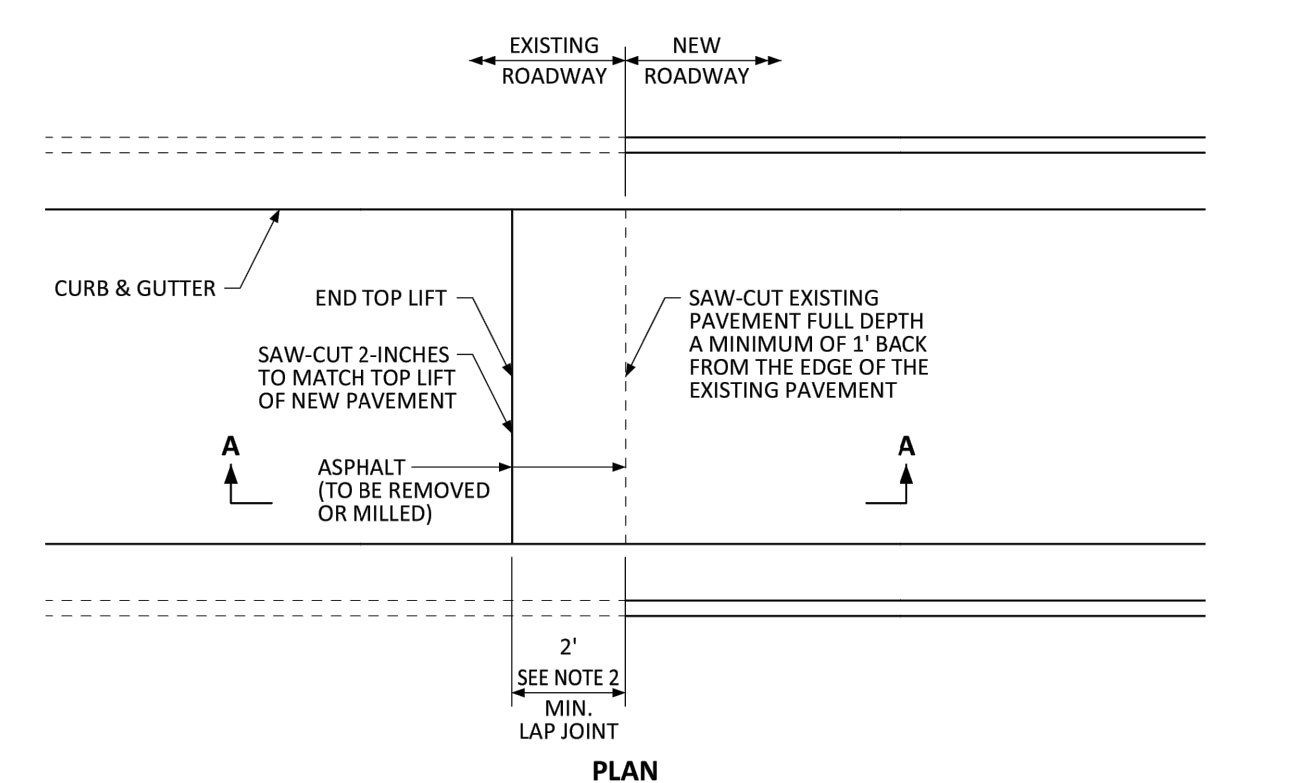 EXISTING
ROADWAY
NEW
ROADWAY
CURB & GUTTER
END TOP LIFT
SAW-CUT 2-INCHES
TO MATCH TOP LIFT
OF NEW PAVEMENT
SAW-CUT EXISTING
PAVEMENT FULL DEPTH
A MINIMUM OF 1' BACK
FROM THE EDGE OF THE
EXISTING PAVEMENT
A
A
ASPHALT
(TO BE REMOVED
OR MILLED)
2'
SEE NOTE 2
MIN.
LAP JOINT
PLAN